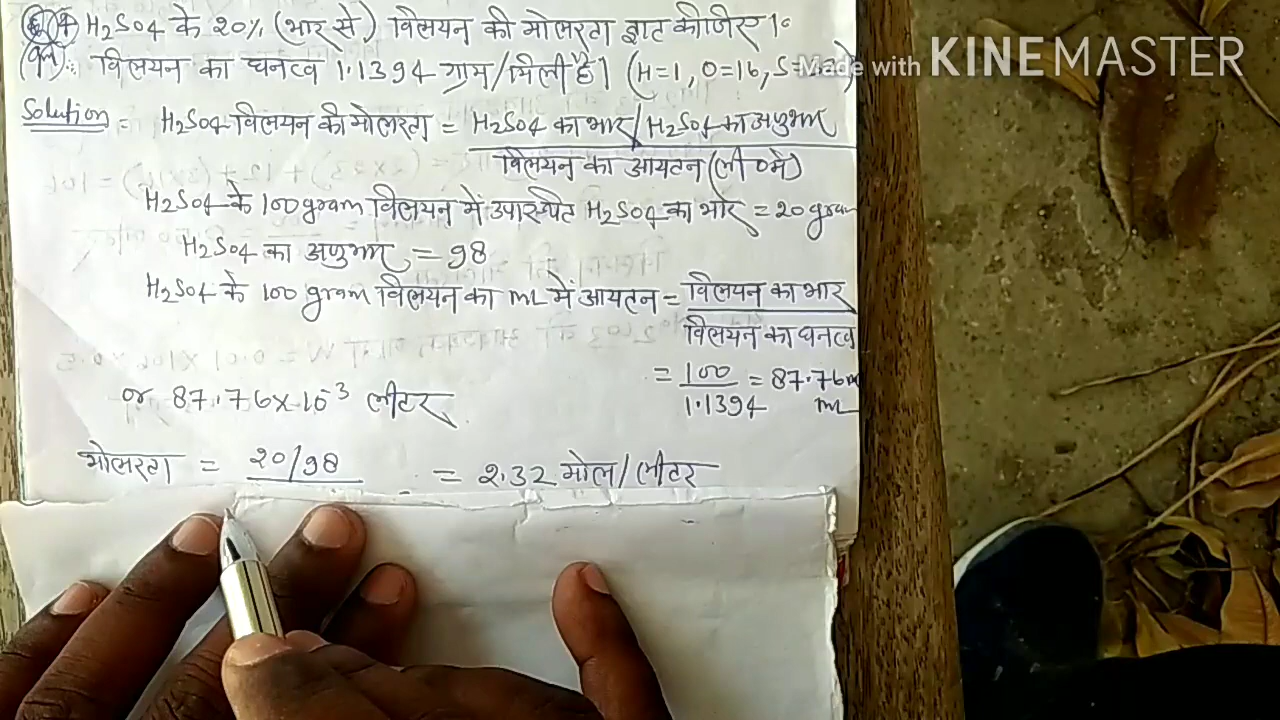 H₂SO₄ के 20% (भार से) विलयन की मोलरता ज्ञात कीजिए।
विलयन का घनत्व 1.1394 ग्राम/मिली है। (H=1, O=16,
Made with KINEMASTER
Solution = H₂SO₄ विलयन की मोलरता = H₂SO₄ का भार / H₂SO₄ का अणुभार
विलयन का आयतन (ली० में)
H₂SO₄ के 100 gram विलयन में उपस्थित H₂SO₄ का भार = 20 gram
H₂SO₄ का अणुभार = 98
H₂SO₄ के 100 gram विलयन का mL में आयतन = विलयन का भार
विलयन का घनत्व
= 100 = 87.76
1.1394 mL
or 87.76×10⁻³ लीटर
मोलरता = 20/98 = 2.32 मोल/लीटर